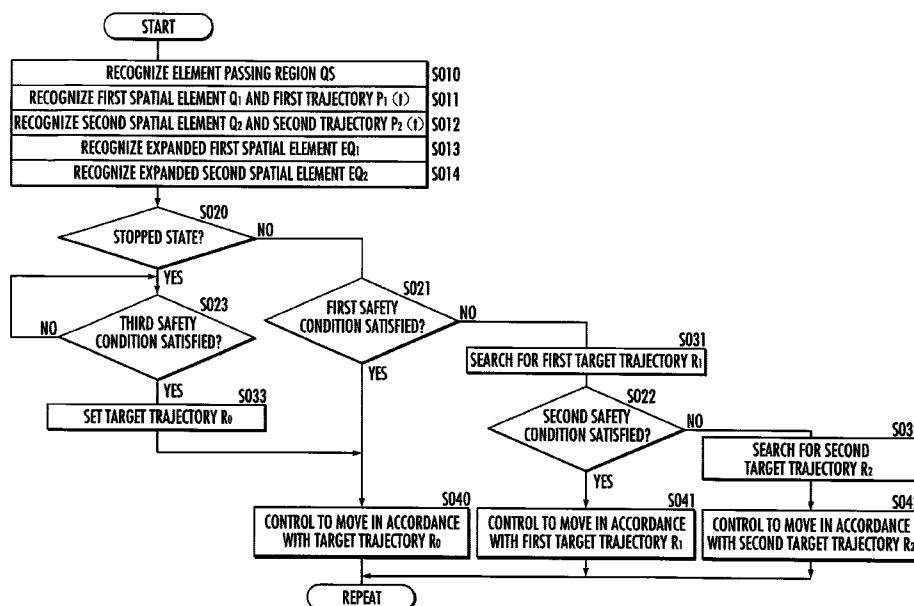 START
RECOGNIZE ELEMENT PASSING REGION QS
S010
RECOGNIZE FIRST SPATIAL ELEMENT Q1 AND FIRST TRAJECTORY P1 (t)
S011
RECOGNIZE SECOND SPATIAL ELEMENT Q2 AND SECOND TRAJECTORY P2 (t)
S012
RECOGNIZE EXPANDED FIRST SPATIAL ELEMENT EQ1
S013
RECOGNIZE EXPANDED SECOND SPATIAL ELEMENT EQ2
S014
S020
STOPPED STATE?
NO
YES
S023
THIRD SAFETY
CONDITION SATISFIED?
NO
YES
S033
SET TARGET TRAJECTORY R0
S021
FIRST SAFETY
CONDITION SATISFIED?
NO
YES
S031
SEARCH FOR FIRST TARGET TRAJECTORY R1
S022
SECOND SAFETY
CONDITION SATISFIED?
NO
YES
S03
SEARCH FOR SECOND
TARGET TRAJECTORY R2
S040
CONTROL TO MOVE IN ACCORDANCE
WITH TARGET TRAJECTORY R0
S041
CONTROL TO MOVE IN ACCORDANCE
WITH FIRST TARGET TRAJECTORY R1
S04
CONTROL TO MOVE IN ACCORDANCE
WITH SECOND TARGET TRAJECTORY R2
REPEAT